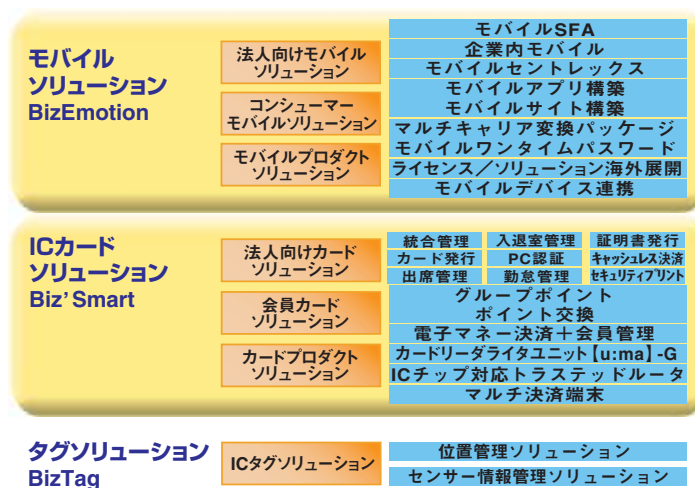 モバイル
ソリューション
BizEmotion
法人向けモバイル
ソリューション
モバイルSFA
企業内モバイル
モバイルセントレックス
コンシューマー
モバイルソリューション
モバイルアプリ構築
モバイルサイト構築
マルチキャリア変換パッケージ
モバイルプロダクト
ソリューション
モバイルワンタイムパスワード
ライセンス/ソリューション海外展開
モバイルデバイス連携
ICカード
ソリューション
Biz' Smart
法人向けカード
ソリューション
統合管理 入退室管理 証明書発行
カード発行 PC認証 キャッシュレス決済
出席管理 勤怠管理 セキュリティプリント
会員カード
ソリューション
グループポイント
ポイント交換
電子マネー決済+会員管理
カードプロダクト
ソリューション
カードリーダライタユニット【u:ma】-G
ICチップ対応トラステッドルータ
マルチ決済端末
タグソリューション
BizTag
ICタグソリューション
位置管理ソリューション
センサー情報管理ソリューション